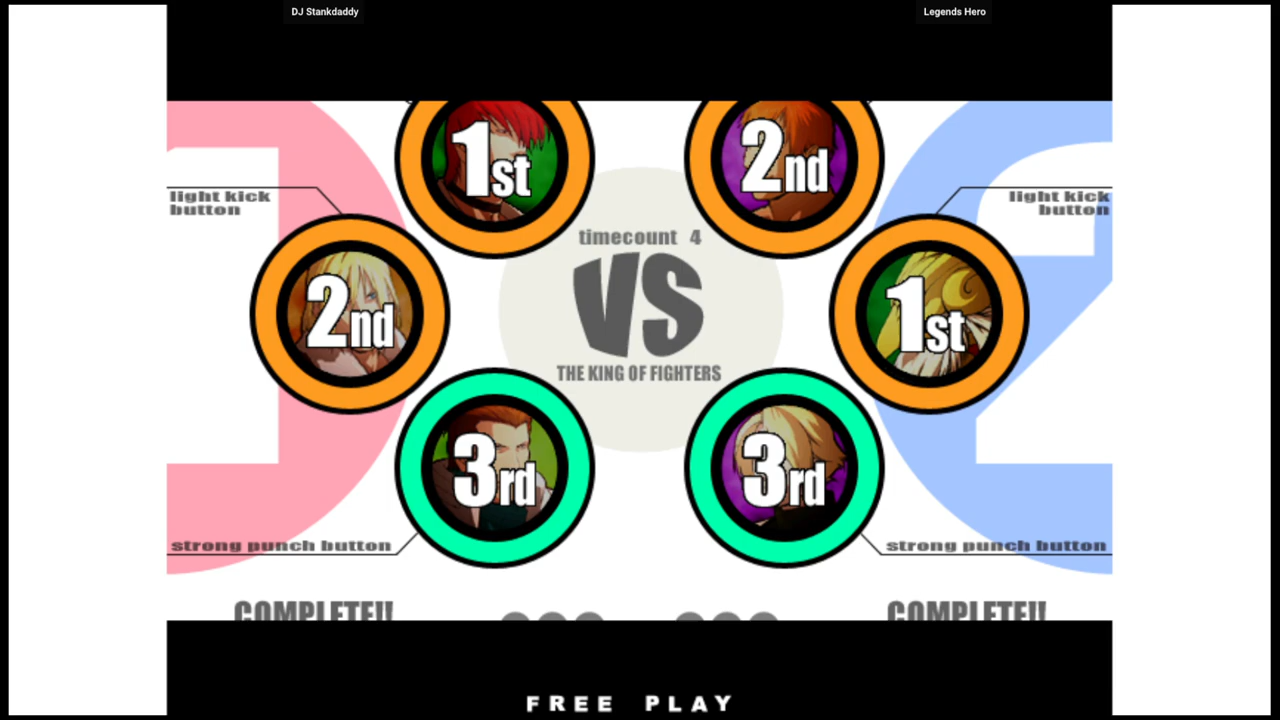 DJ Stankdaddy
Legends Hero
1st
2nd
light kick
button
light kick
button
timecount 4
VS
THE KING OF FIGHTERS
2nd
1st
3rd
3rd
strong punch button
strong punch button
COMPLETE!!
COMPLETE!!
FREE PLAY